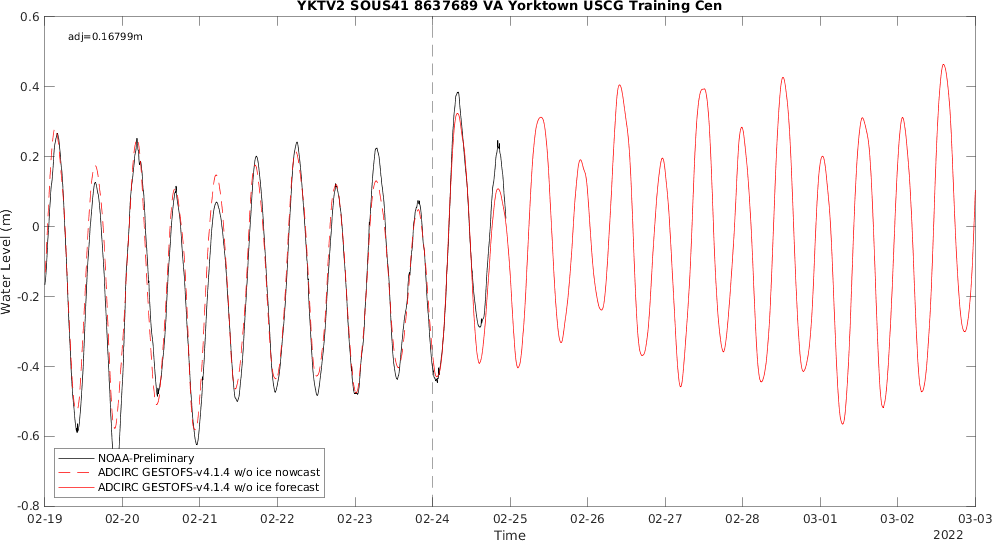 YKTV2 SOUS41 8637689 VA Yorktown USCG Training Cen
adj=0.16799m
0.6
0.4
0.2
0
-0.2
-0.4
-0.6
-0.8
Water Level (m)
NOAA-Preliminary
ADCIRC GESTOFS-v4.1.4 w/o ice nowcast
ADCIRC GESTOFS-v4.1.4 w/o ice forecast
02-19 02-20 02-21 02-22 02-23 02-24 02-25 02-26 02-27 02-28 03-01 03-02 03-03
Time
2022